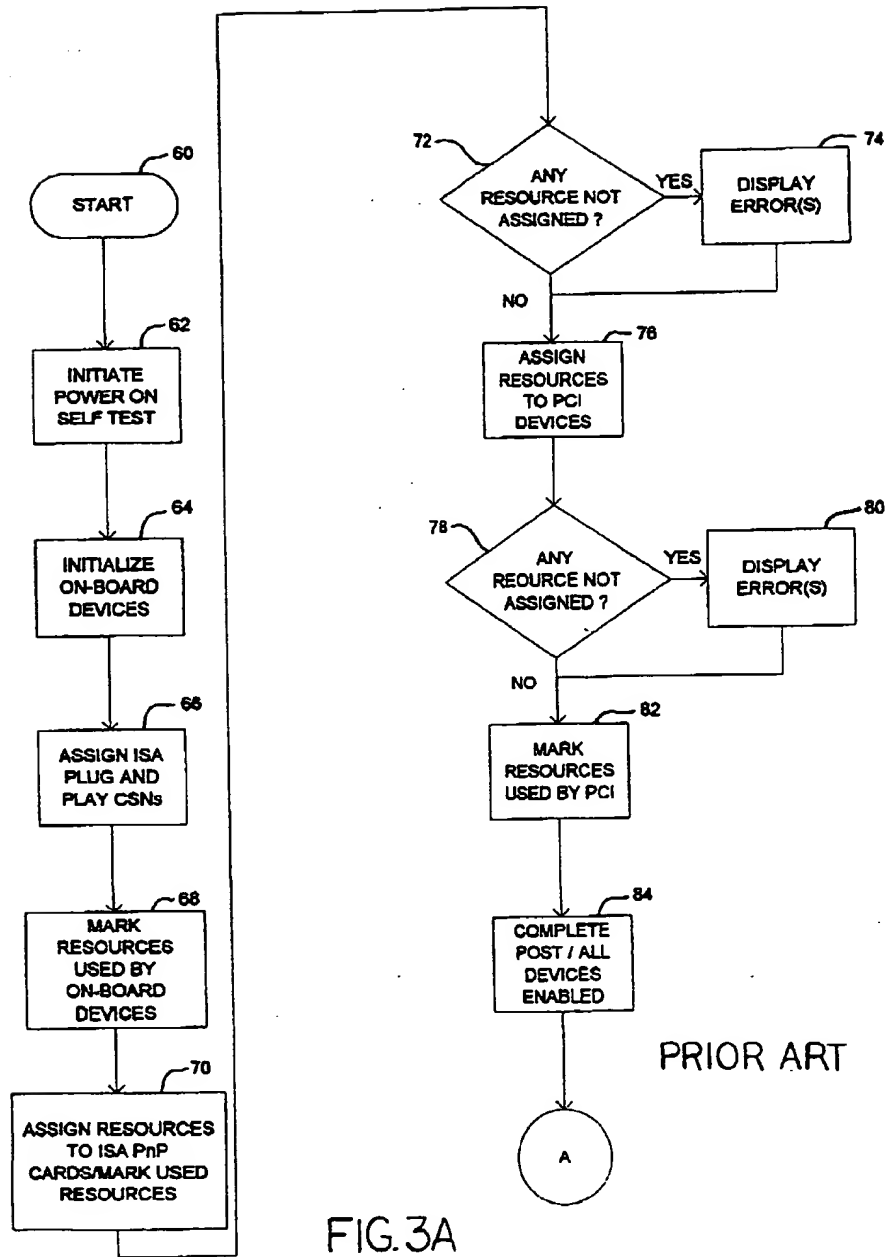 60
START
62
INITIATE
POWER ON
SELF TEST
64
INITIALIZE
ON-BOARD
DEVICES
66
ASSIGN ISA
PLUG AND
PLAY CSNs
68
MARK
RESOURCES
USED BY
ON-BOARD
DEVICES
70
ASSIGN RESOURCES
TO ISA PnP
CARDS/MARK USED
RESOURCES
72
ANY
RESOURCE NOT
ASSIGNED ?
YES
74
DISPLAY
ERROR(S)
NO
76
ASSIGN
RESOURCES
TO PCI
DEVICES
78
ANY
REOURCE NOT
ASSIGNED ?
YES
80
DISPLAY
ERROR(S)
NO
82
MARK
RESOURCES
USED BY PCI
84
COMPLETE
POST / ALL
DEVICES
ENABLED
PRIOR ART
A
FIG.3A